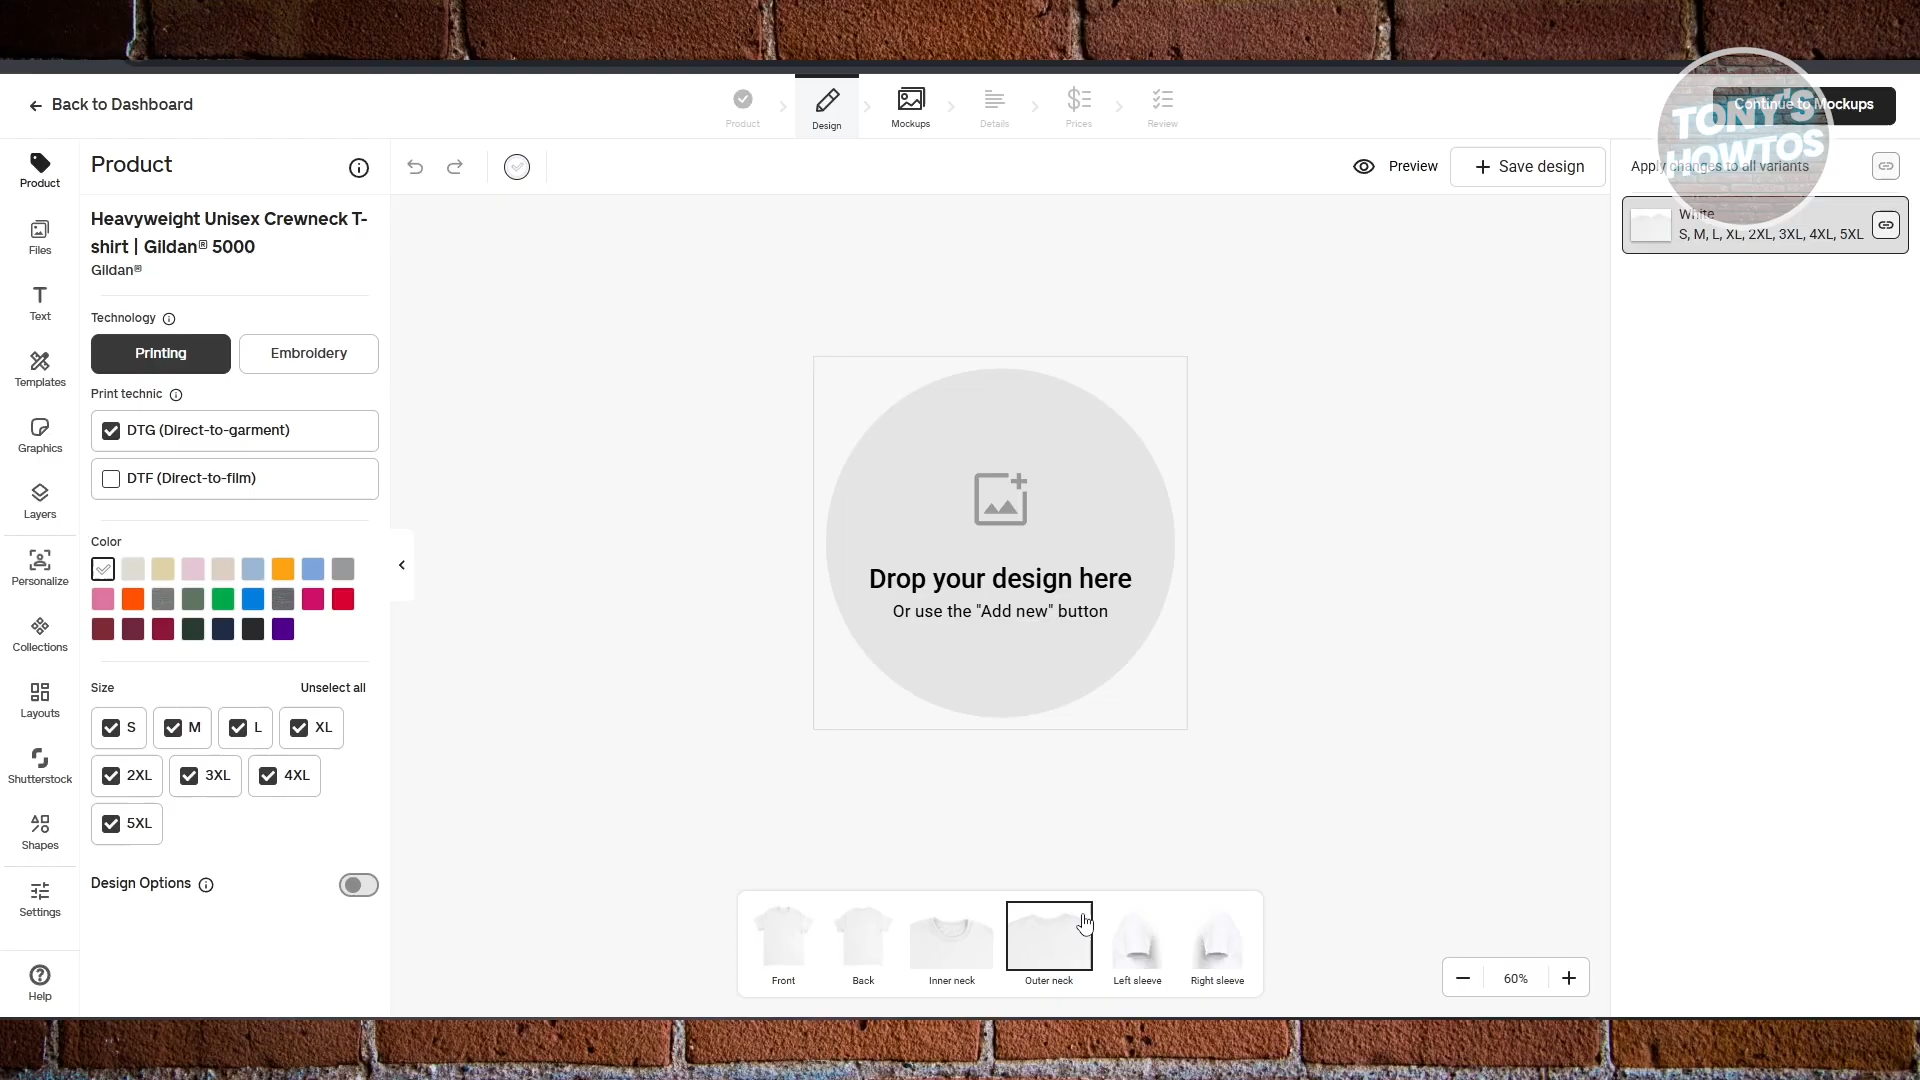 Back to Dashboard
Product
Design
Mockups
Details
Prices
Review
Continue to Mockups
TONY'S
HOWTOS
Product
Files
Text
Templates
Graphics
Layers
Personalize
Collections
Layouts
Shutterstock
Shapes
Settings
Help
Product
Heavyweight Unisex Crewneck T-
shirt | Gildan® 5000
Gildan®
Technology
Printing
Embroidery
Print technic
DTG (Direct-to-garment)
DTF (Direct-to-film)
Color
Size
Unselect all
S
M
L
XL
2XL
3XL
4XL
5XL
Design Options
Preview
+ Save design
Drop your design here
Or use the "Add new" button
Front
Back
Inner neck
Outer neck
Left sleeve
Right sleeve
60%
Apply changes to all variants
White
S, M, L, XL, 2XL, 3XL, 4XL, 5XL